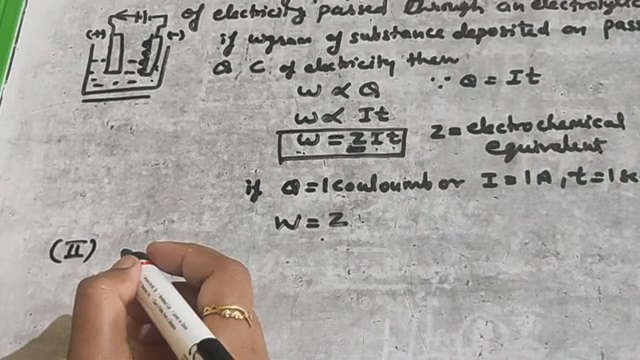 of electricity passed through an electrolyte
if w gram of substance deposited on pass
Q C of electricity then
(+) (-)
w ∝ Q ∵ Q = It
w ∝ It
w = ZIt Z = electrochemical
equivalent
if Q = 1 couloumb or I = 1A, t = 1
W = Z
(II)